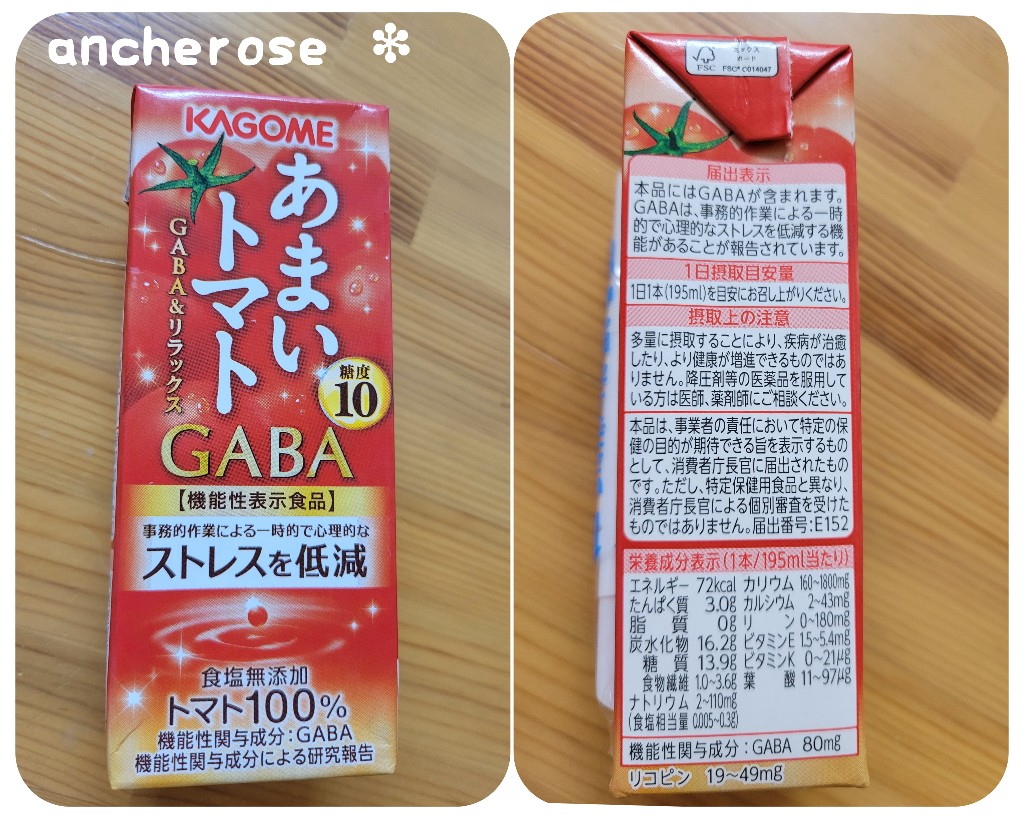 ancherose *
KAGOME
あまい
トマト
GABA&リラックス
糖度
10
GABA
【機能性表示食品】
事務的作業による一時的で心理的な
ストレスを低減
食塩無添加
トマト100%
機能性関与成分:GABA
機能性関与成分による研究報告
ミックス
ボード
FSC FSC® C014047
届出表示
本品にはGABAが含まれます。
GABAは、事務的作業による一時
的で心理的なストレスを低減する機
能があることが報告されています。
1日摂取目安量
1日1本(195ml)を目安にお召し上がりください。
摂取上の注意
多量に摂取することにより、疾病が治癒
したり、より健康が増進できるものではあ
りません。降圧剤等の医薬品を服用して
いる方は医師、薬剤師にご相談ください。
本品は、事業者の責任において特定の保
健の目的が期待できる旨を表示するもの
として、消費者庁長官に届出されたもの
です。ただし、特定保健用食品と異なり、
消費者庁長官による個別審査を受けた
ものではありません。届出番号:E152
栄養成分表示(1本/195ml当たり)
エネルギー 72kcal カリウム 160~1800mg
たんぱく質 3.0g カルシウム 2~43mg
脂質 0g リン 0~180mg
炭水化物 16.2g ビタミンE 1.5~5.4mg
糖質 13.9g ビタミンK 0~21μg
食物繊維 1.0~3.6g 葉酸 11~97μg
ナトリウム 2~110mg
(食塩相当量 0.005~0.3g)
機能性関与成分:GABA 80mg
リコピン 19~49mg